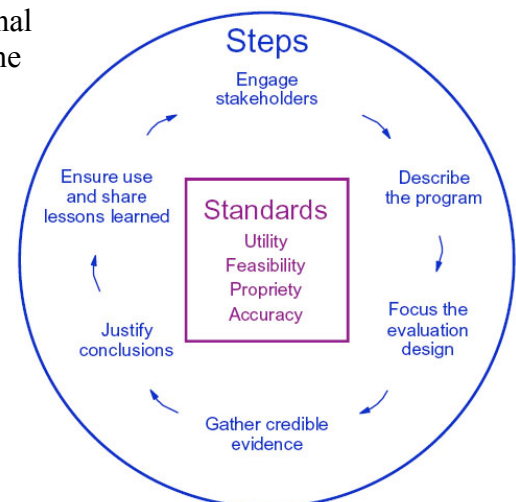 Steps
Engage
stakeholders
Describe
the program
Focus the
evaluation
design
Gather credible
evidence
Justify
conclusions
Ensure use
and share
lessons learned
Standards
Utility
Feasibility
Propriety
Accuracy